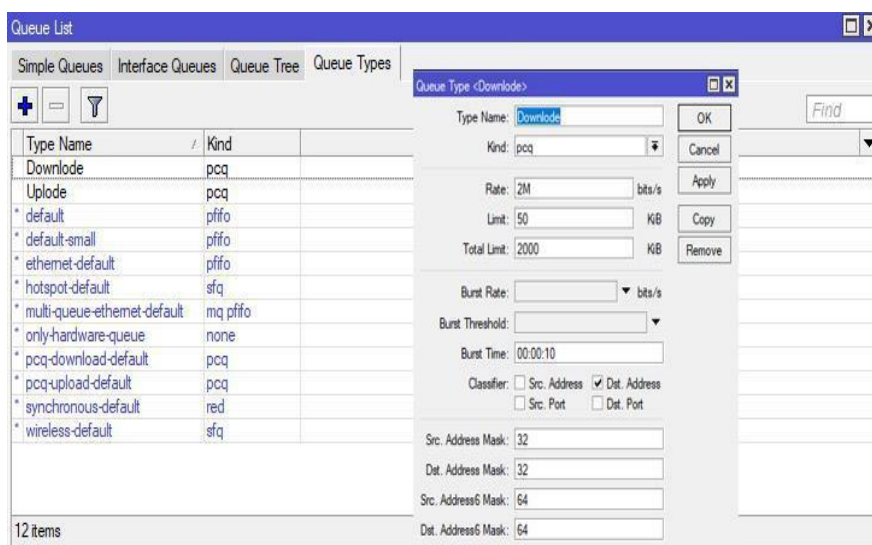 Queue List
Simple Queues Interface Queues Queue Tree Queue Types
Find
Type Name / Kind
Downlode pcq
Uplode pcq
* default pfifo
* default-small pfifo
* ethernet-default pfifo
* hotspot-default sfq
* multi-queue-ethernet-default mq pfifo
* only-hardware-queue none
* pcq-download-default pcq
* pcq-upload-default pcq
* synchronous-default red
* wireless-default sfq
12 items
Queue Type <Downlode>
Type Name: Downlode
OK
Kind: pcq
Cancel
Rate: 2M bits/s
Apply
Limit: 50 KiB
Copy
Total Limit: 2000 KiB
Remove
Burst Rate: bits/s
Burst Threshold:
Burst Time: 00:00:10
Classifier: Src. Address Dst. Address
Src. Port Dst. Port
Src. Address Mask: 32
Dst. Address Mask: 32
Src. Address6 Mask: 64
Dst. Address6 Mask: 64